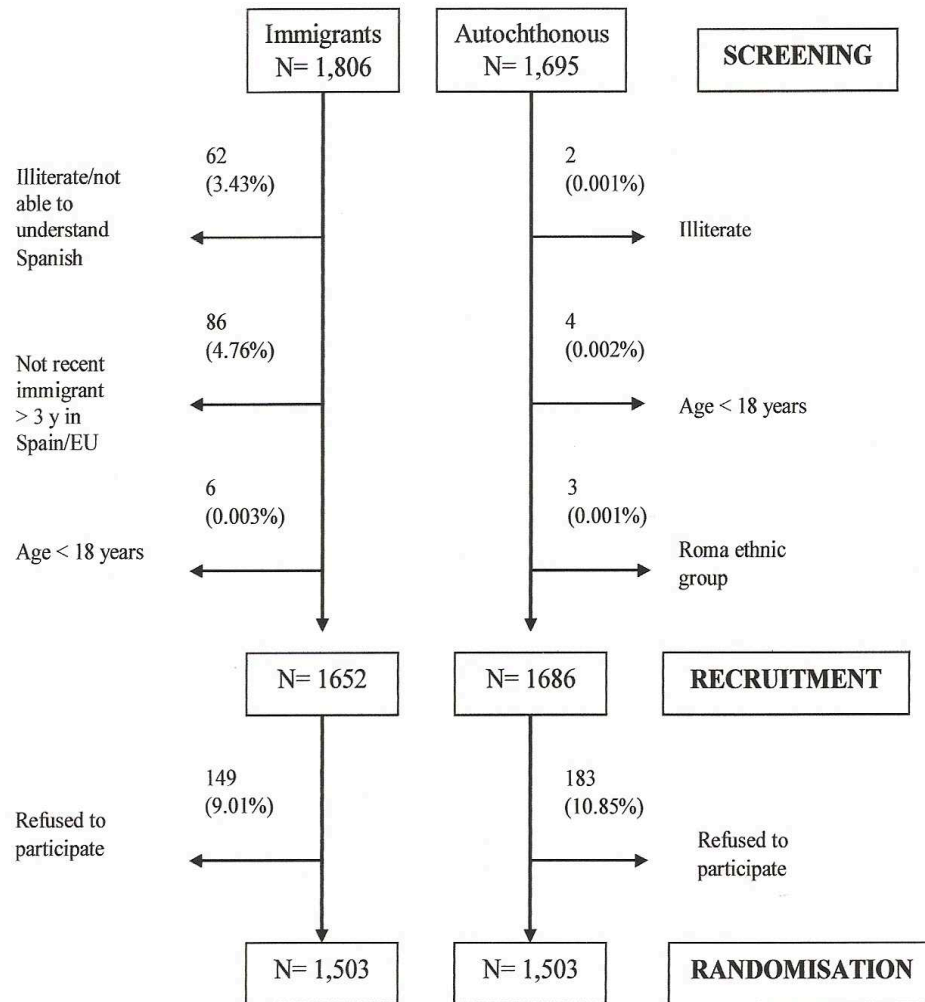 Immigrants
N= 1,806
Autochthonous
N= 1,695
SCREENING
62
(3.43%)
Illiterate/not
able to
understand
Spanish
2
(0.001%)
Illiterate
86
(4.76%)
Not recent
immigrant
> 3 y in
Spain/EU
4
(0.002%)
Age < 18 years
6
(0.003%)
Age < 18 years
3
(0.001%)
Roma ethnic
group
N= 1652
N= 1686
RECRUITMENT
149
(9.01%)
Refused to
participate
183
(10.85%)
Refused to
participate
N= 1,503
N= 1,503
RANDOMISATION